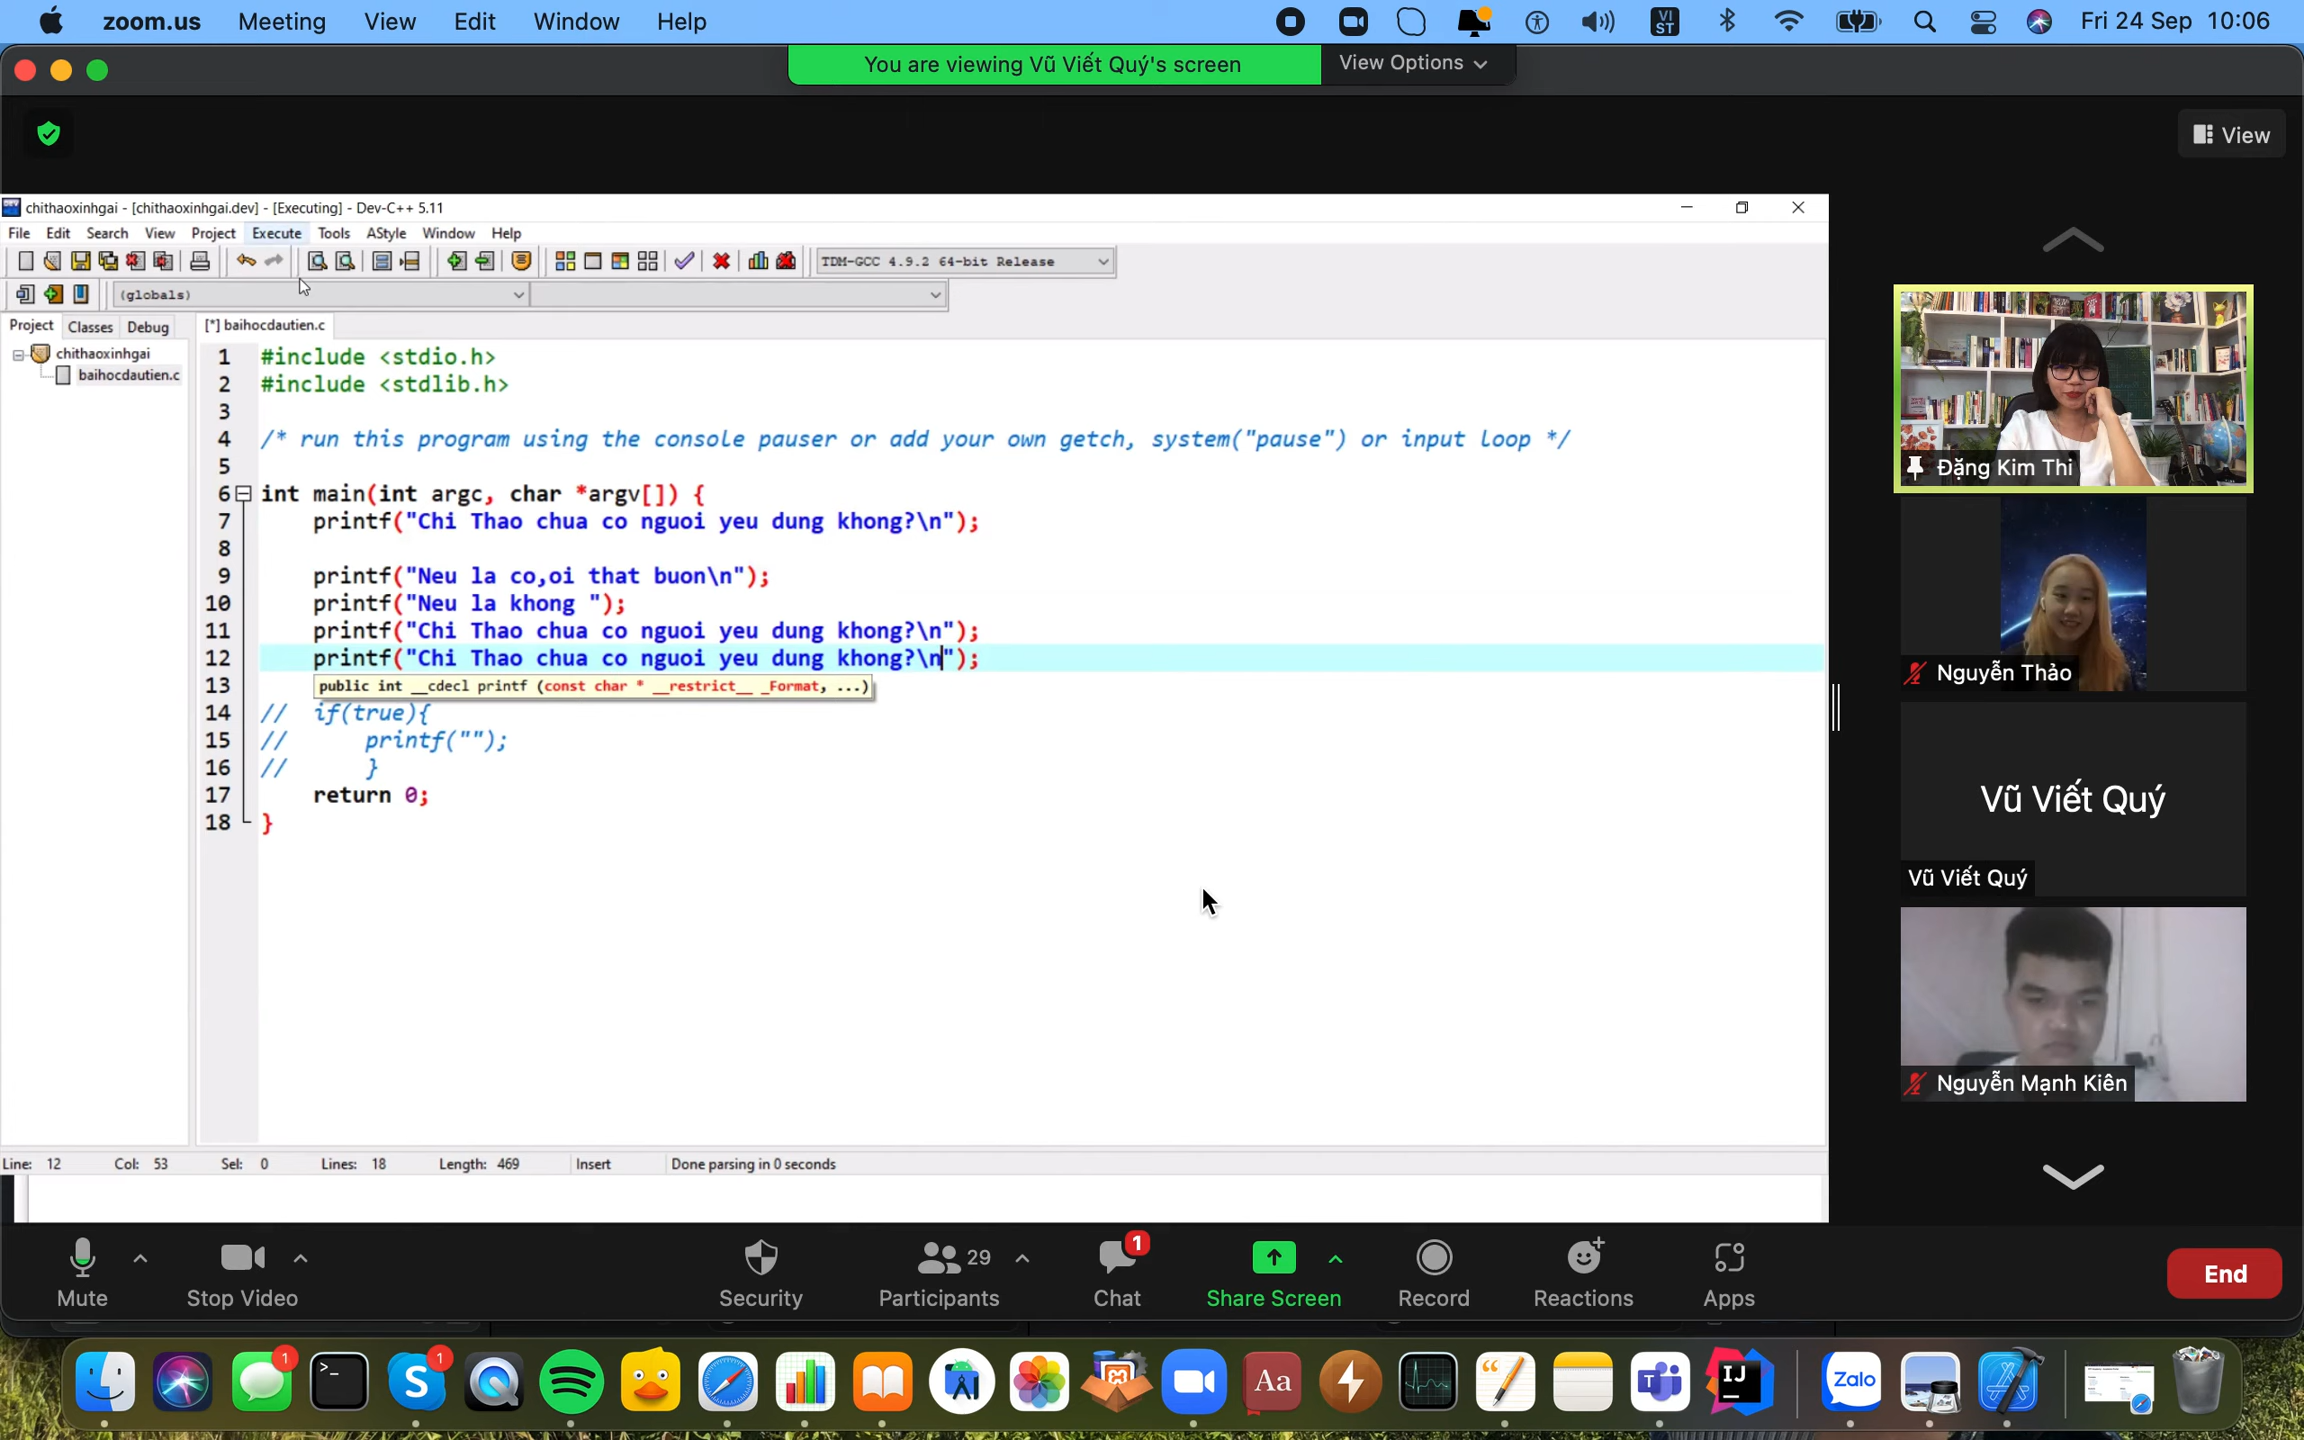 zoom.us Meeting View Edit Window Help VI ST Fri 24 Sep 10:06
You are viewing Vũ Viết Quý's screen View Options
View
chithaoxinhgai - [chithaoxinhgai.dev] - [Executing] - Dev-C++ 5.11
File Edit Search View Project Execute Tools AStyle Window Help
TDM-GCC 4.9.2 64-bit Release
(globals)
Project Classes Debug [*] baihocdautien.c
chithaoxinhgai
baihocdautien.c
1 #include <stdio.h>
2 #include <stdlib.h>
3
4 /* run this program using the console pauser or add your own getch, system("pause") or input loop */
5
6 int main(int argc, char *argv[]) {
7 printf("Chi Thao chua co nguoi yeu dung khong?\n");
8
9 printf("Neu la co,oi that buon\n");
10 printf("Neu la khong ");
11 printf("Chi Thao chua co nguoi yeu dung khong?\n");
12 printf("Chi Thao chua co nguoi yeu dung khong?\n");
13 public int __cdecl printf (const char * __restrict__ _Format, ...)
14 // if(true){
15 // printf("");
16 // }
17 return 0;
18 }
Line: 12 Col: 53 Sel: 0 Lines: 18 Length: 469 Insert Done parsing in 0 seconds
Đặng Kim Thi
Nguyễn Thảo
Vũ Viết Quý
Vũ Viết Quý
Nguyễn Mạnh Kiên
29 1
Mute Stop Video Security Participants Chat Share Screen Record Reactions Apps End
1 1
>_ S Aa IJ Zalo